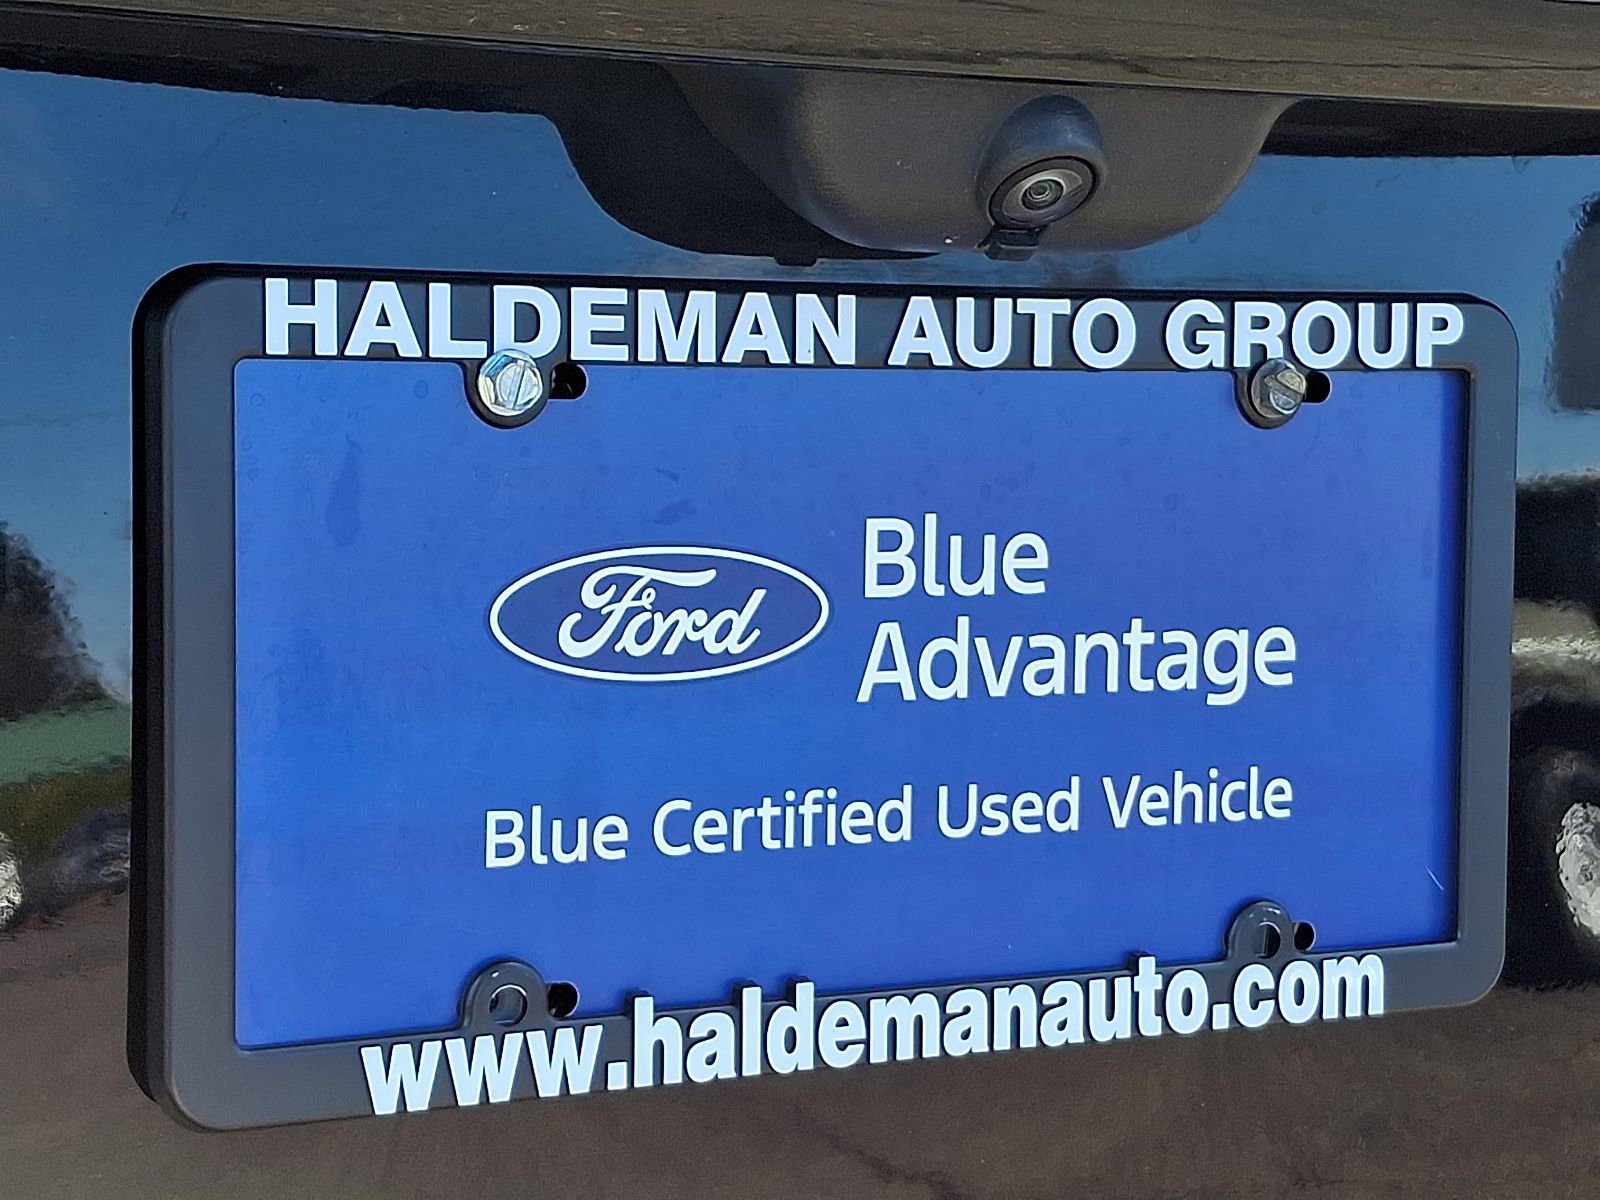 HALDEMAN AUTO GROUP
Ford
Blue
Advantage
Blue Certified Used Vehicle
www.haldemanauto.com